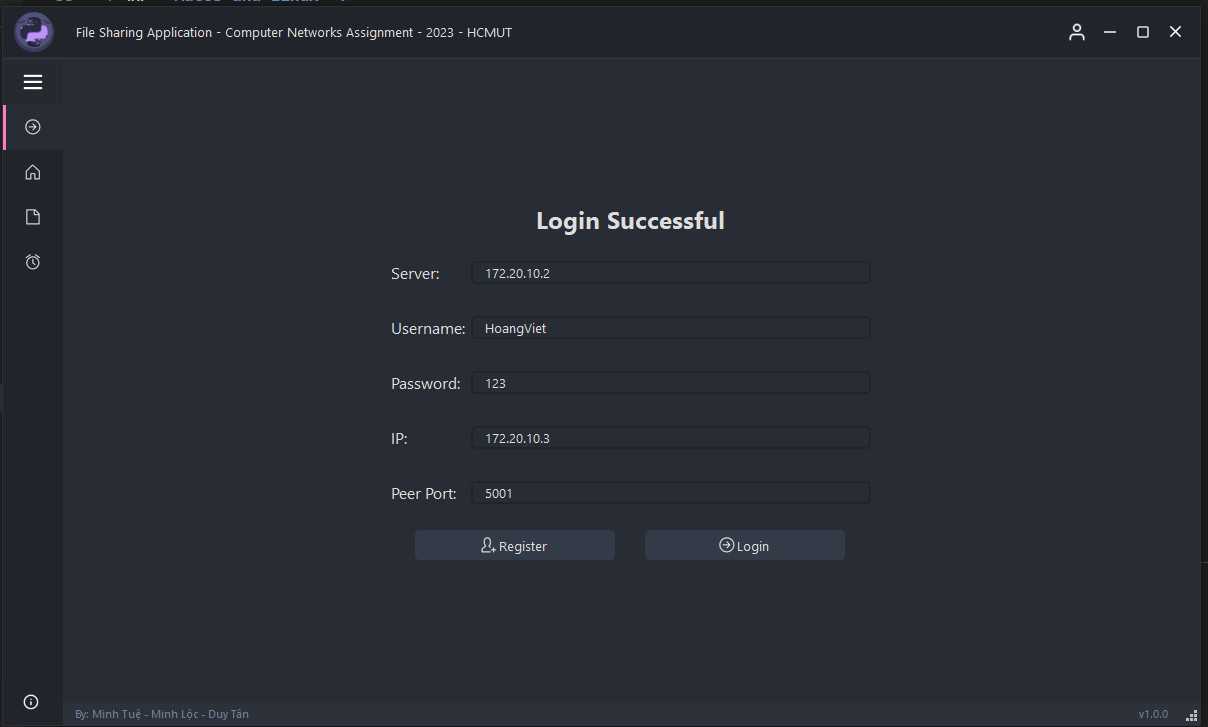 File Sharing Application - Computer Networks Assignment - 2023 - HCMUT
Login Successful
Server: 172.20.10.2
Username: HoangViet
Password: 123
IP: 172.20.10.3
Peer Port: 5001
Register Login
By: Minh Tuệ - Minh Lộc - Duy Tân v1.0.0